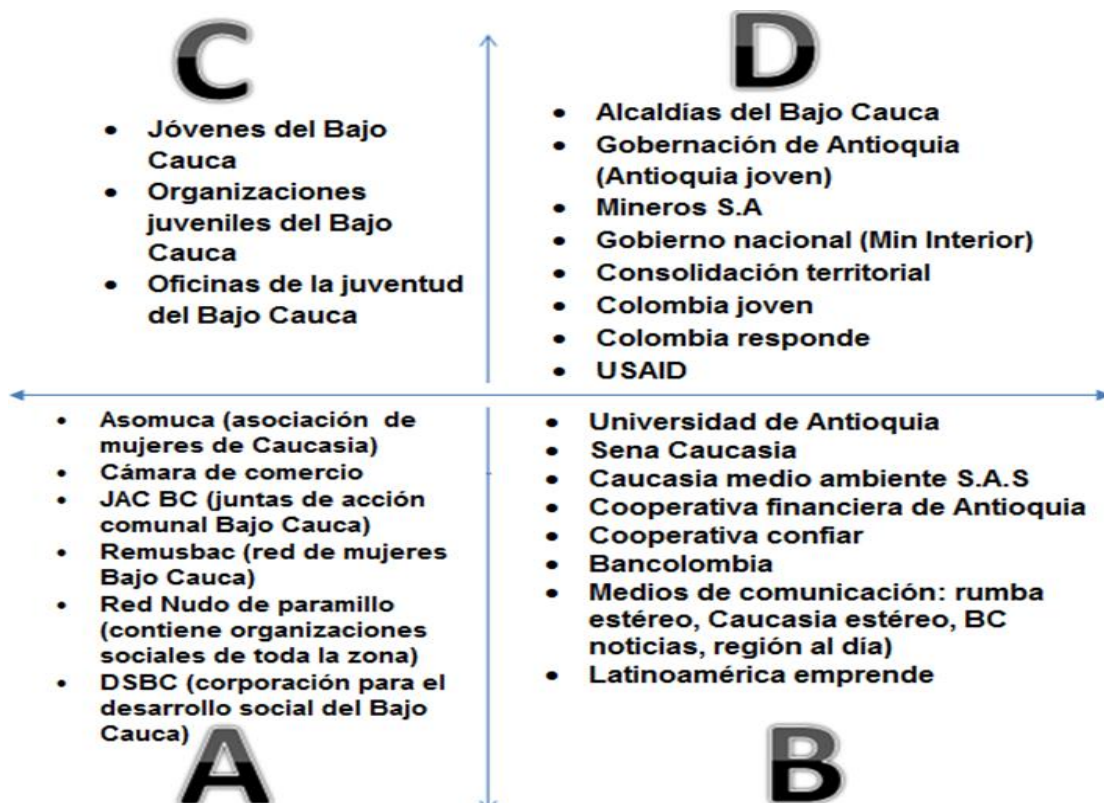 C
• Jóvenes del Bajo
Cauca
• Organizaciones
juveniles del Bajo
Cauca
• Oficinas de la juventud
del Bajo Cauca
D
• Alcaldías del Bajo Cauca
• Gobernación de Antioquia
(Antioquia joven)
• Mineros S.A
• Gobierno nacional (Min Interior)
• Consolidación territorial
• Colombia joven
• Colombia responde
• USAID
• Asomuca (asociación de
mujeres de Caucasia)
• Cámara de comercio
• JAC BC (juntas de acción
comunal Bajo Cauca)
• Remusbac (red de mujeres
Bajo Cauca)
• Red Nudo de paramillo
(contiene organizaciones
sociales de toda la zona)
• DSBC (corporación para el
desarrollo social del Bajo
Cauca)
A
• Universidad de Antioquia
• Sena Caucasia
• Caucasia medio ambiente S.A.S
• Cooperativa financiera de Antioquia
• Cooperativa confiar
• Bancolombia
• Medios de comunicación: rumba
estéreo, Caucasia estéreo, BC
noticias, región al día)
• Latinoamérica emprende
B